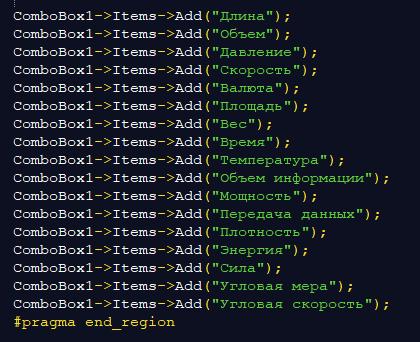 ComboBox1->Items->Add("Длина");
ComboBox1->Items->Add("Объем");
ComboBox1->Items->Add("Давление");
ComboBox1->Items->Add("Скорость");
ComboBox1->Items->Add("Валюта");
ComboBox1->Items->Add("Площадь");
ComboBox1->Items->Add("Вес");
ComboBox1->Items->Add("Время");
ComboBox1->Items->Add("Температура");
ComboBox1->Items->Add("Объем информации");
ComboBox1->Items->Add("Мощность");
ComboBox1->Items->Add("Передача данных");
ComboBox1->Items->Add("Плотность");
ComboBox1->Items->Add("Энергия");
ComboBox1->Items->Add("Сила");
ComboBox1->Items->Add("Угловая мера");
ComboBox1->Items->Add("Угловая скорость");
#pragma end_region